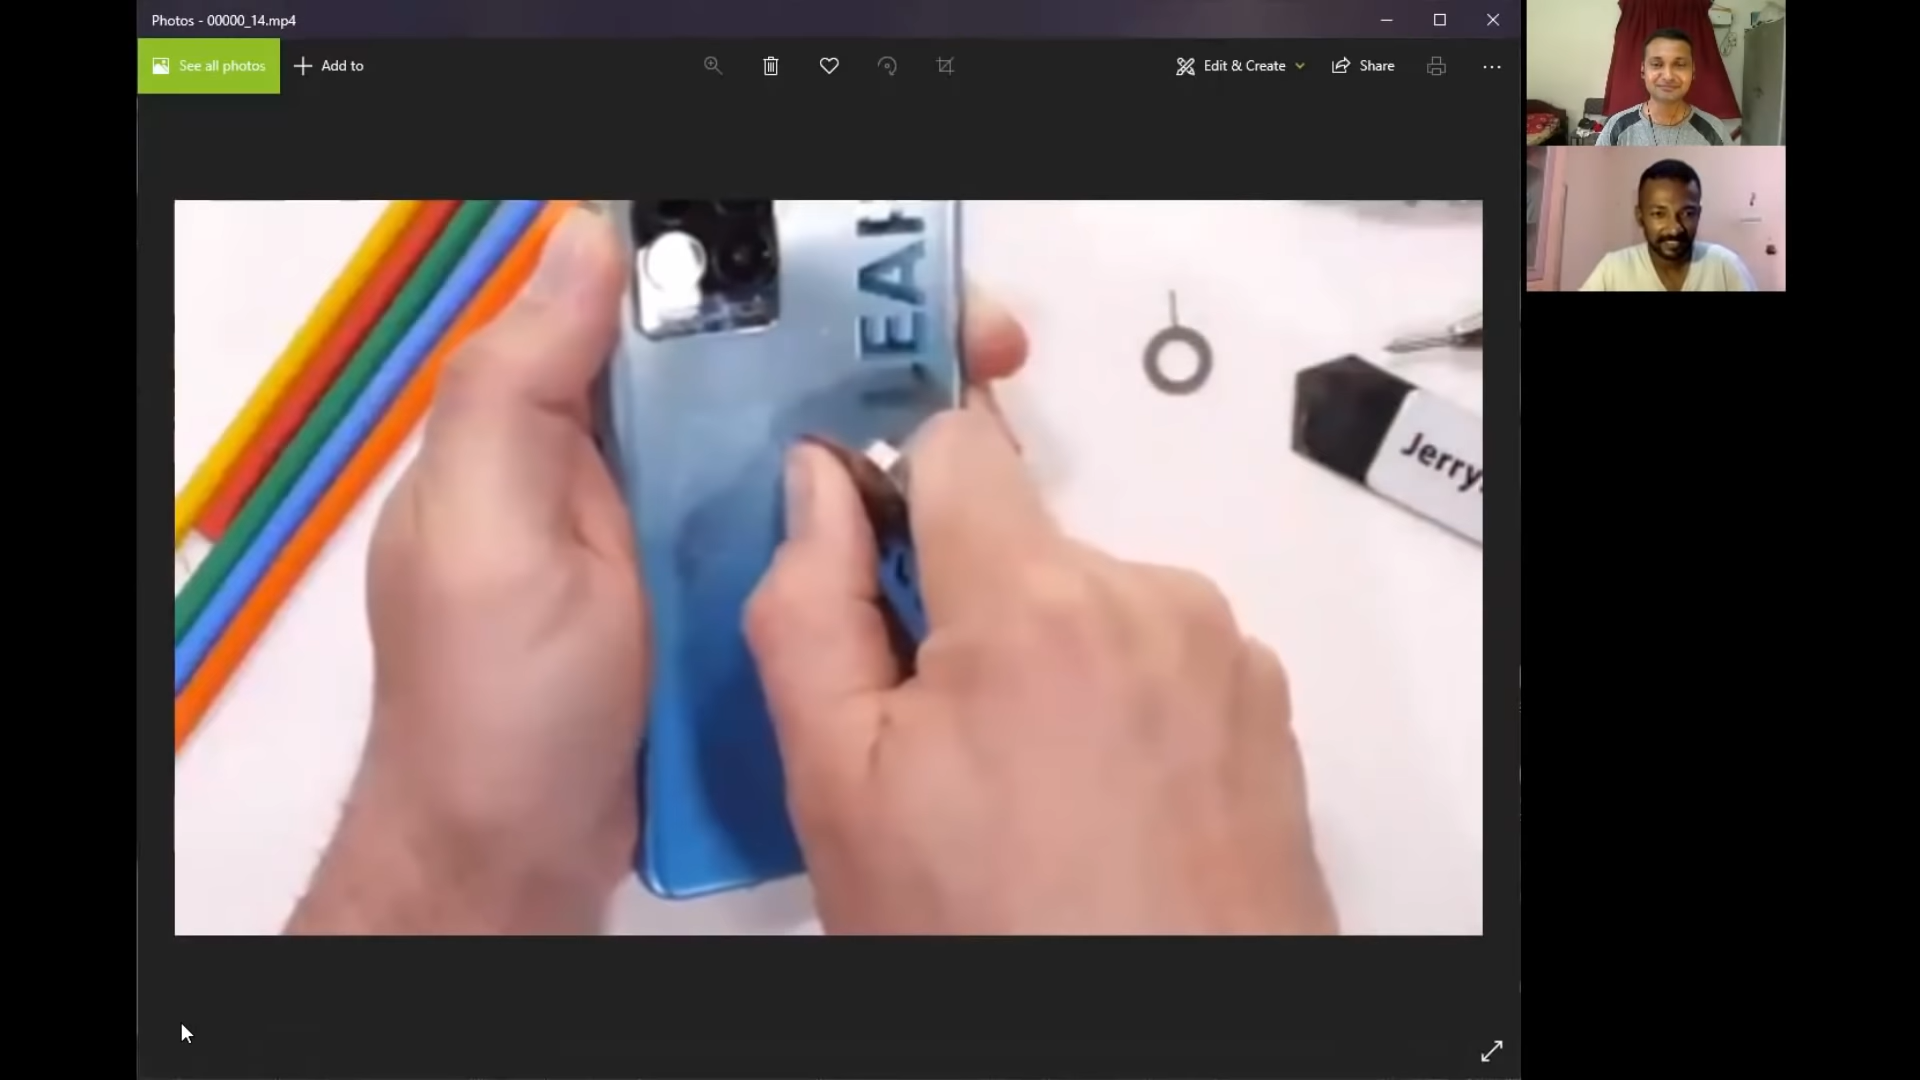 Photos - 00000_14.mp4
See all photos
Add to
Edit & Create
Share
Jerry